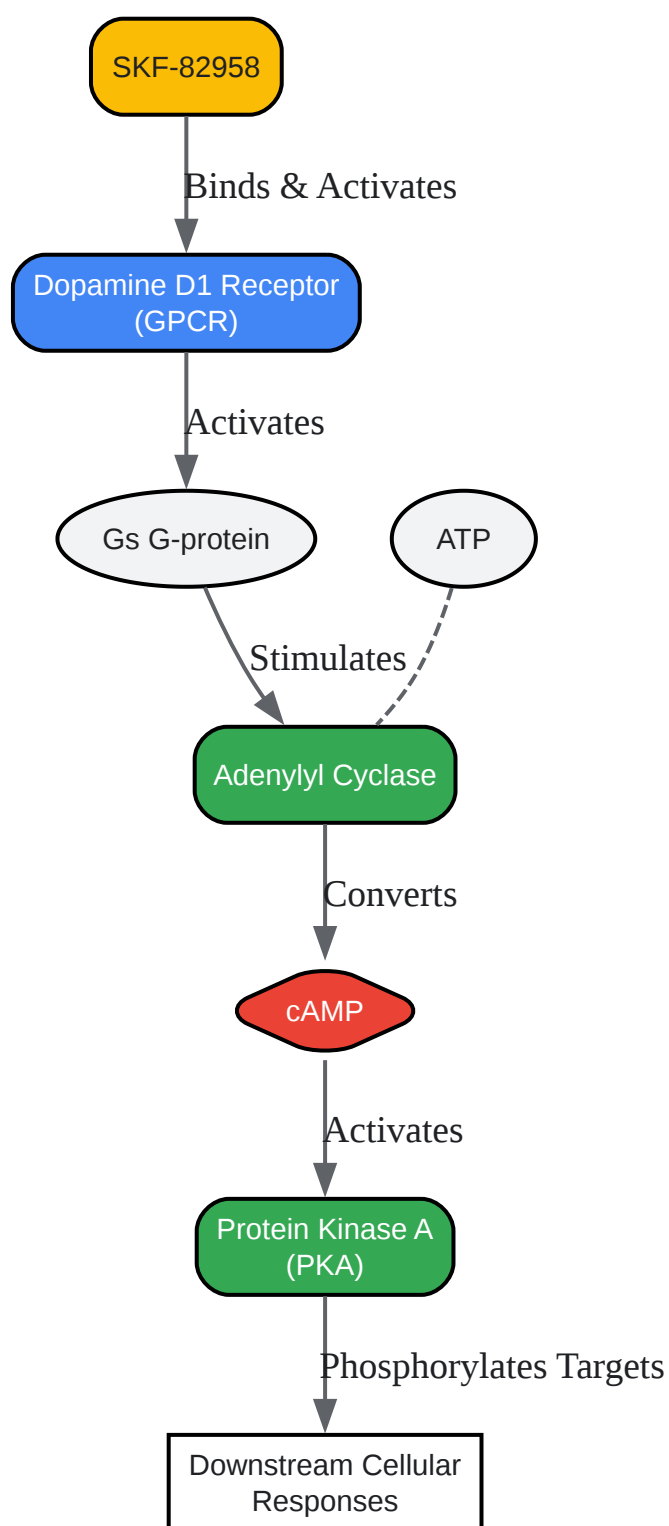 SKF-82958
Binds & Activates
Dopamine D1 Receptor
(GPCR)
Activates
Gs G-protein
ATP
Stimulates
Adenylyl Cyclase
Converts
cAMP
Activates
Protein Kinase A
(PKA)
Phosphorylates Targets
Downstream Cellular
Responses